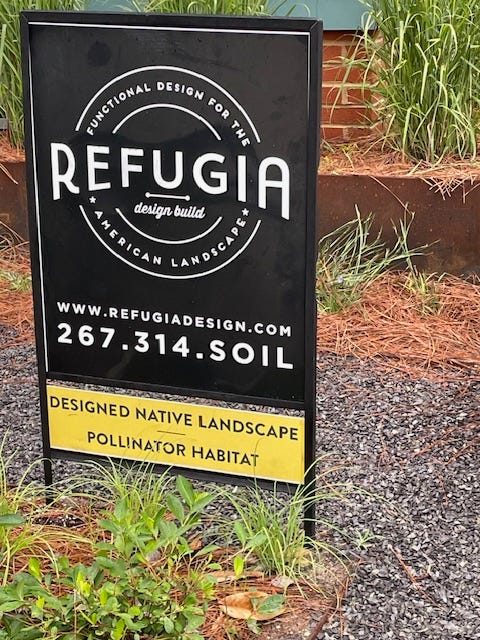 FUNCTIONAL DESIGN FOR THE
REFUGIA
design build
★ AMERICAN LANDSCAPE ★
WWW.REFUGIADESIGN.COM
267.314.SOIL
DESIGNED NATIVE LANDSCAPE
POLLINATOR HABITAT